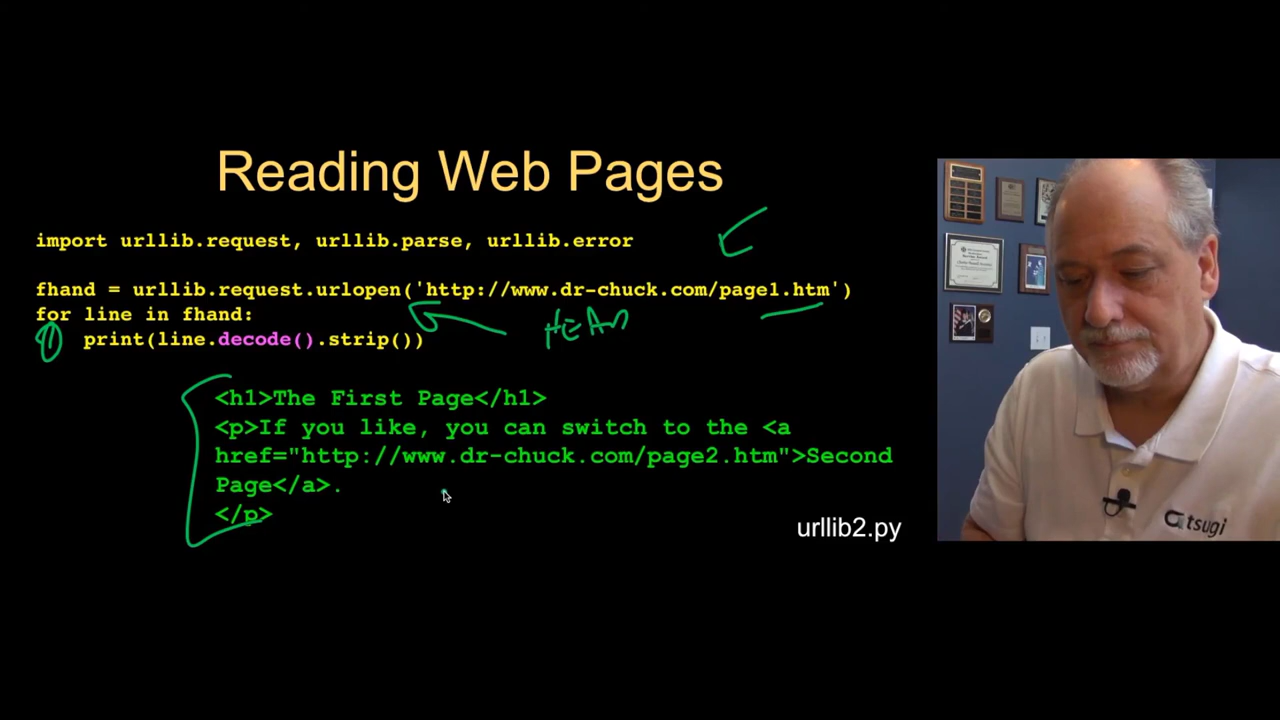 Reading Web Pages
import urllib.request, urllib.parse, urllib.error
fhand = urllib.request.urlopen('http://www.dr-chuck.com/page1.htm')
for line in fhand:
print(line.decode().strip())
HEAD
<h1>The First Page</h1>
<p>If you like, you can switch to the <a
href="http://www.dr-chuck.com/page2.htm">Second
Page</a>.
</p>
urllib2.py
tsugi